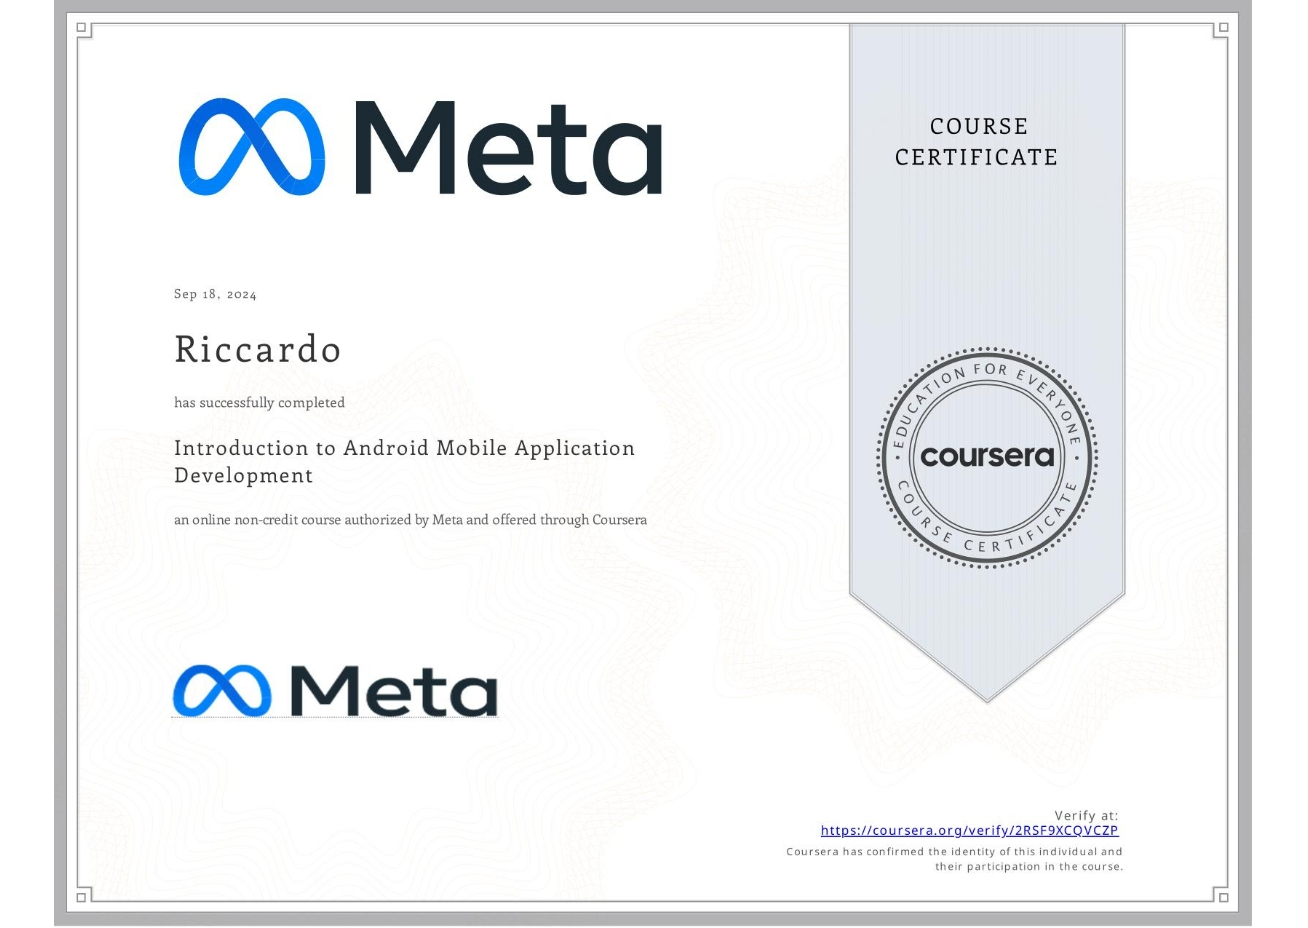 Meta
COURSE
CERTIFICATE
Sep 18, 2024
Riccardo
has successfully completed
Introduction to Android Mobile Application
Development
an online non-credit course authorized by Meta and offered through Coursera
EDUCATION FOR EVERYONE
coursera
COURSE CERTIFICATE
Meta
Verify at:
https://coursera.org/verify/2RSF9XCQVCZP
Coursera has confirmed the identity of this individual and
their participation in the course.